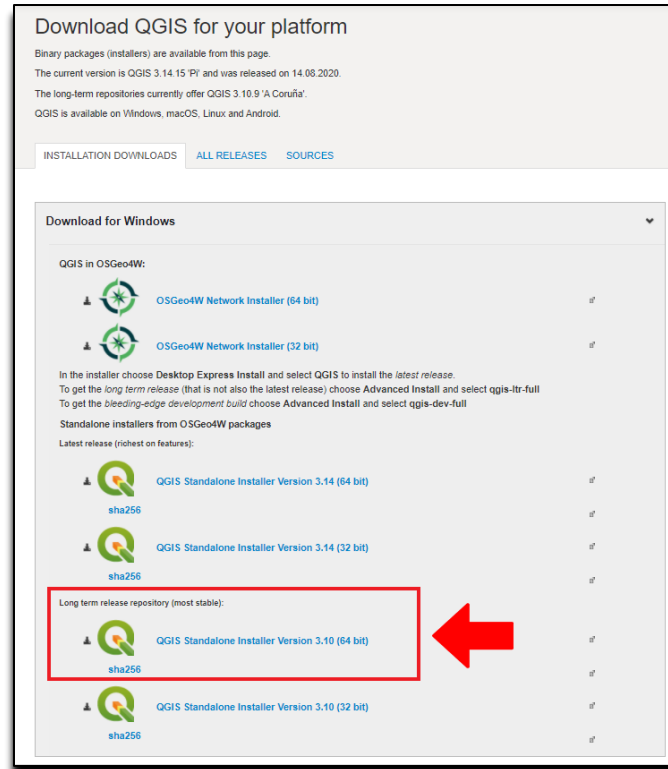 Download QGIS for your platform
Binary packages (installers) are available from this page.
The current version is QGIS 3.14.15 'Pi' and was released on 14.08.2020.
The long-term repositories currently offer QGIS 3.10.9 'A Coruña'.
QGIS is available on Windows, macOS, Linux and Android.
INSTALLATION DOWNLOADS ALL RELEASES SOURCES
Download for Windows
QGIS in OSGeo4W:
OSGeo4W Network Installer (64 bit)
OSGeo4W Network Installer (32 bit)
In the installer choose Desktop Express Install and select QGIS to install the latest release.
To get the long term release (that is not also the latest release) choose Advanced Install and select qgis-ltr-full
To get the bleeding-edge development build choose Advanced Install and select qgis-dev-full
Standalone installers from OSGeo4W packages
Latest release (richest on features):
QGIS Standalone Installer Version 3.14 (64 bit)
sha256
QGIS Standalone Installer Version 3.14 (32 bit)
sha256
Long term release repository (most stable):
QGIS Standalone Installer Version 3.10 (64 bit)
sha256
QGIS Standalone Installer Version 3.10 (32 bit)
sha256